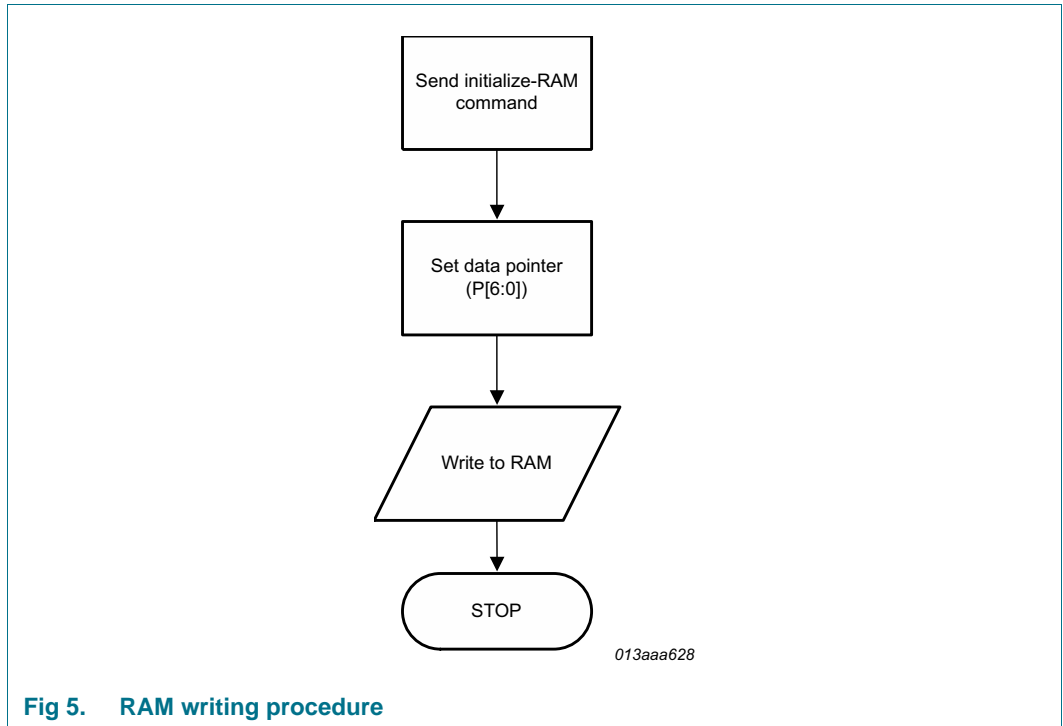 Send initialize-RAM
command
Set data pointer
(P[6:0])
Write to RAM
STOP
013aaa628
Fig 5. RAM writing procedure